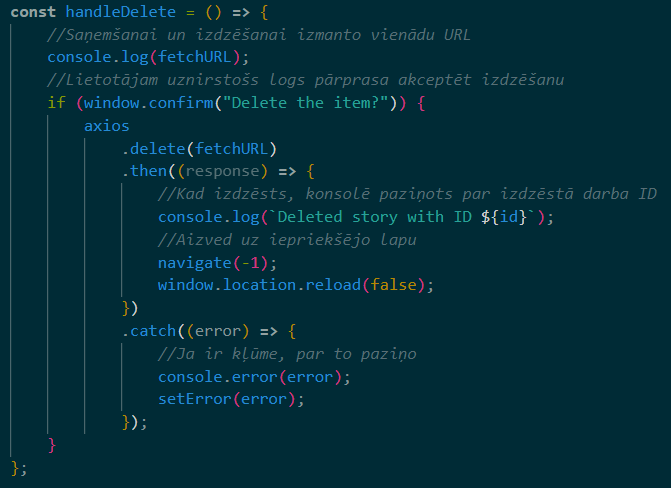 const handleDelete = () => {
//Saņemšanai un izdzēšanai izmanto vienādu URL
console.log(fetchURL);
//Lietotājam uznirstošs logs pārprasa akceptēt izdzēšanu
if (window.confirm("Delete the item?")) {
axios
.delete(fetchURL)
.then((response) => {
//Kad izdzēsts, konsolē paziņots par izdzēstā darba ID
console.log(`Deleted story with ID ${id}`);
//Aizved uz iepriekšējo lapu
navigate(-1);
window.location.reload(false);
})
.catch((error) => {
//Ja ir kļūme, par to paziņo
console.error(error);
setError(error);
});
}
};